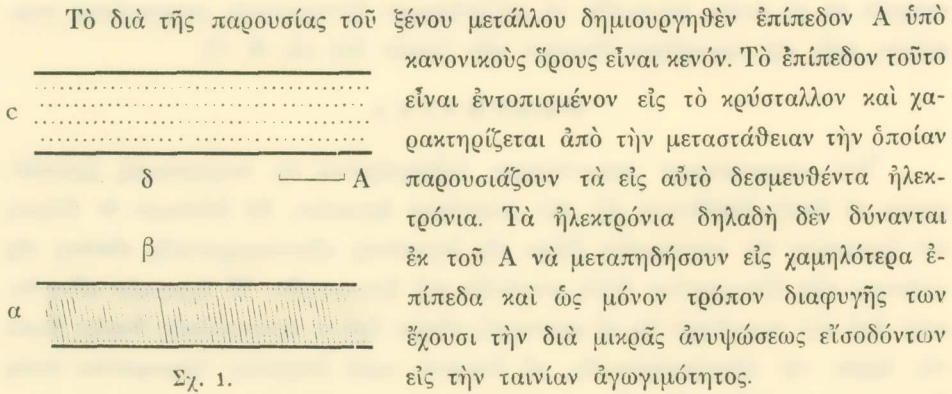 Τὸ διὰ τῆς παρουσίας τοῦ ξένου μετάλλου δημιουργηθὲν ἐπίπεδον Α ὑπὸ
κανονικοὺς ὅρους εἶναι κενόν. Τὸ ἐπίπεδον τοῦτο
εἶναι ἐντοπισμένον εἰς τὸ κρύσταλλον καὶ χα-
ρακτηρίζεται ἀπὸ τὴν μεταστάθειαν τὴν ὁποίαν
παρουσιάζουν τὰ εἰς αὐτὸ δεσμευθέντα ἠλεκ-
τρόνια. Τὰ ἠλεκτρόνια δηλαδὴ δὲν δύνανται
ἐκ τοῦ Α νὰ μεταπηδήσουν εἰς χαμηλότερα ἐ-
πίπεδα καὶ ὡς μόνον τρόπον διαφυγῆς των
ἔχουσι τὴν διὰ μικρᾶς ἀνυψώσεως εἴσοδόντων
εἰς τὴν ταινίαν ἀγωγιμότητος.
c
δ Α
β
α
Σχ. 1.